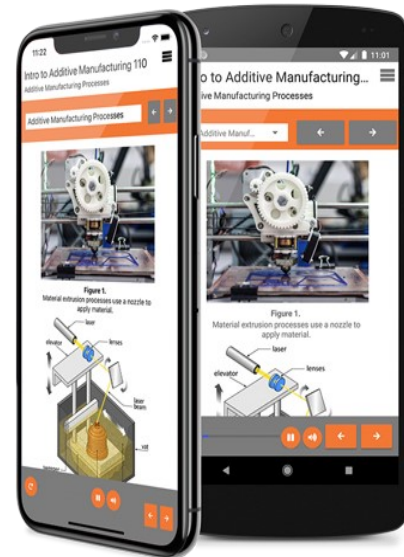 11:22
Intro to Additive Manufacturing 110
Additive Manufacturing Processes
Additive Manufacturing Processes
Figure 1.
Material extrusion processes use a nozzle to
apply material.
laser
lenses
elevator
laser
beam
vat
11:01
o to Additive Manufacturing...
ive Manufacturing Processes
Additive Manuf...
Figure 1.
Material extrusion processes use a nozzle to
apply material.
laser
elevator
lenses